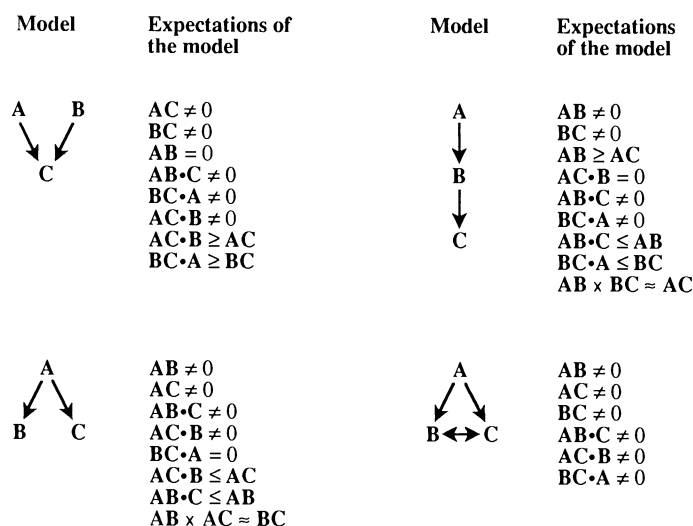 Model
Expectations of
the model
A B
C
AC ≠ 0
BC ≠ 0
AB = 0
AB•C ≠ 0
BC•A ≠ 0
AC•B ≠ 0
AC•B ≥ AC
BC•A ≥ BC
Model
Expectations
of the model
A
B
C
AB ≠ 0
BC ≠ 0
AB ≥ AC
AC•B = 0
AB•C ≠ 0
BC•A ≠ 0
AB•C ≤ AB
BC•A ≤ BC
AB x BC ≈ AC
A
B C
AB ≠ 0
AC ≠ 0
AB•C ≠ 0
AC•B ≠ 0
BC•A = 0
AC•B ≤ AC
AB•C ≤ AB
AB x AC ≈ BC
A
B C
AB ≠ 0
AC ≠ 0
BC ≠ 0
AB•C ≠ 0
AC•B ≠ 0
BC•A ≠ 0